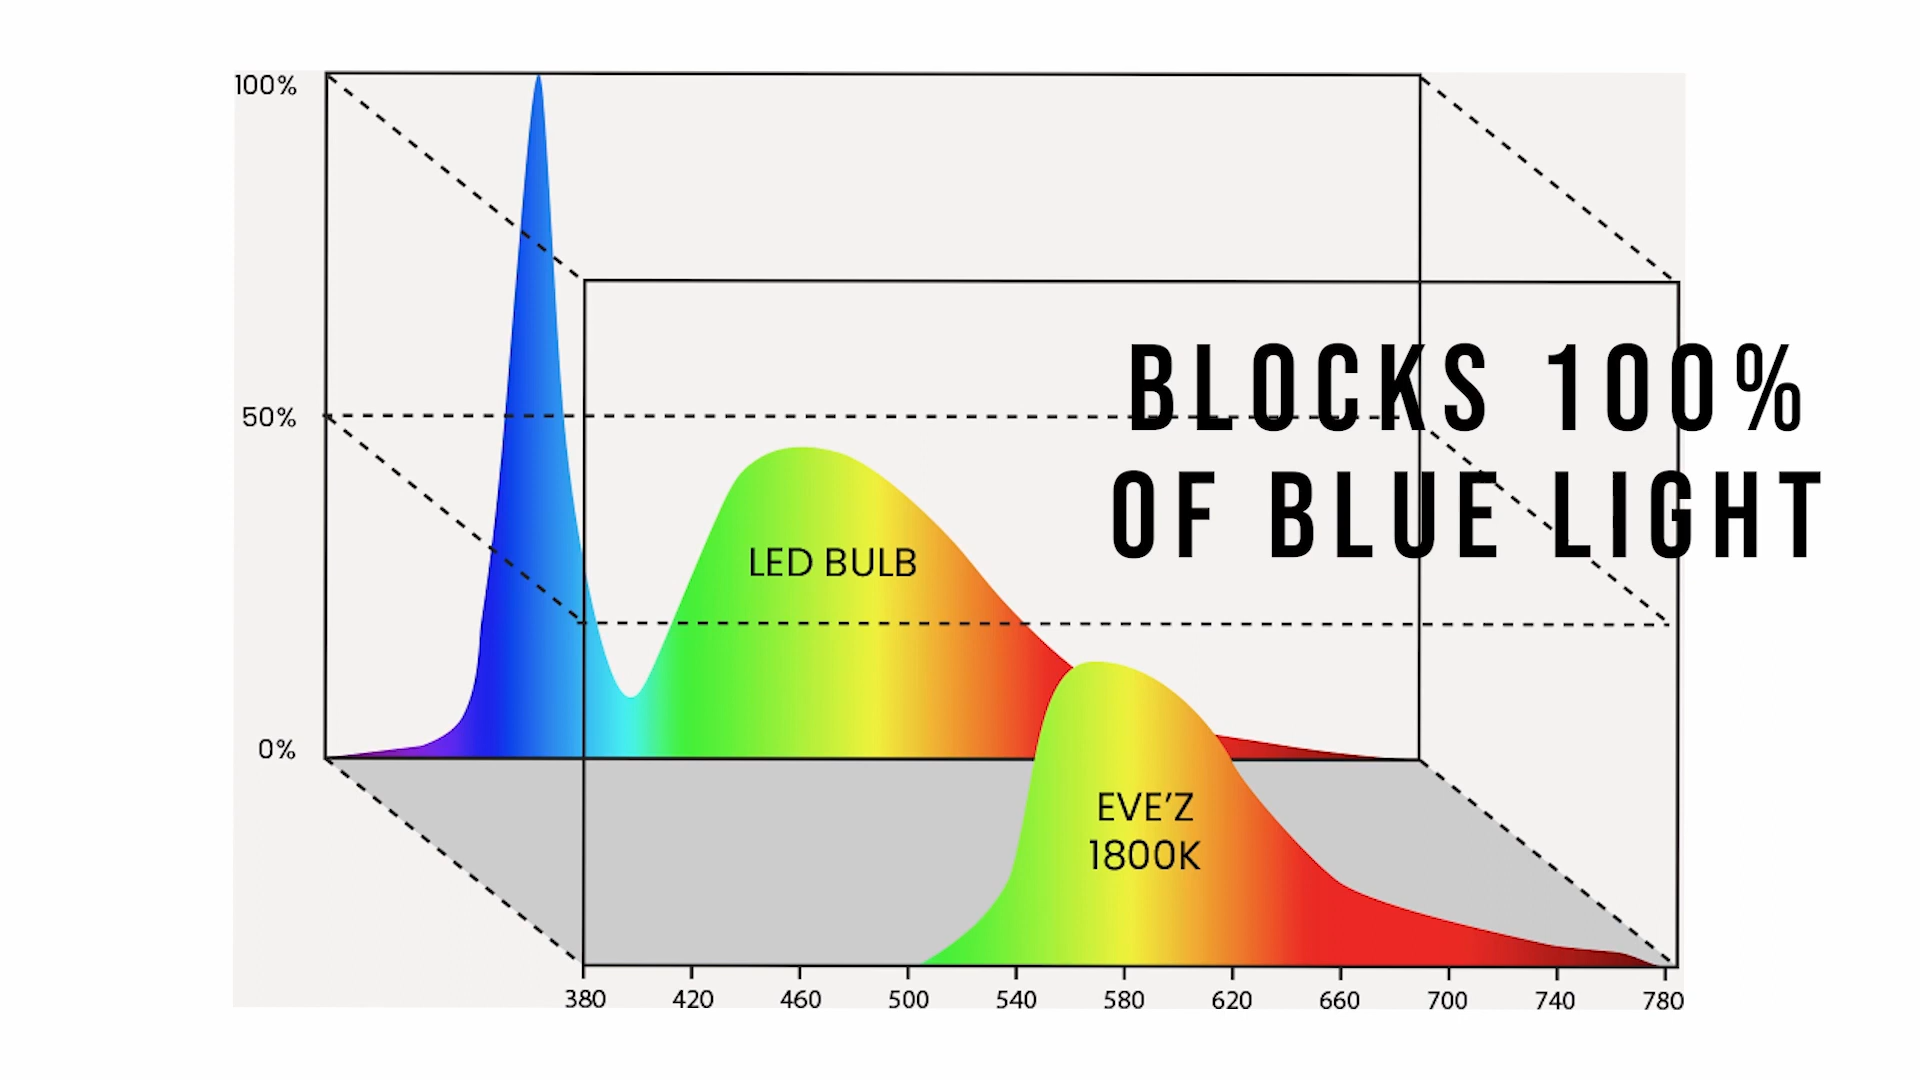 100%
50%
0%
BLOCKS 100%
OF BLUE LIGHT
LED BULB
EVE’Z
1800K
380 420 460 500 540 580 620 660 700 740 780